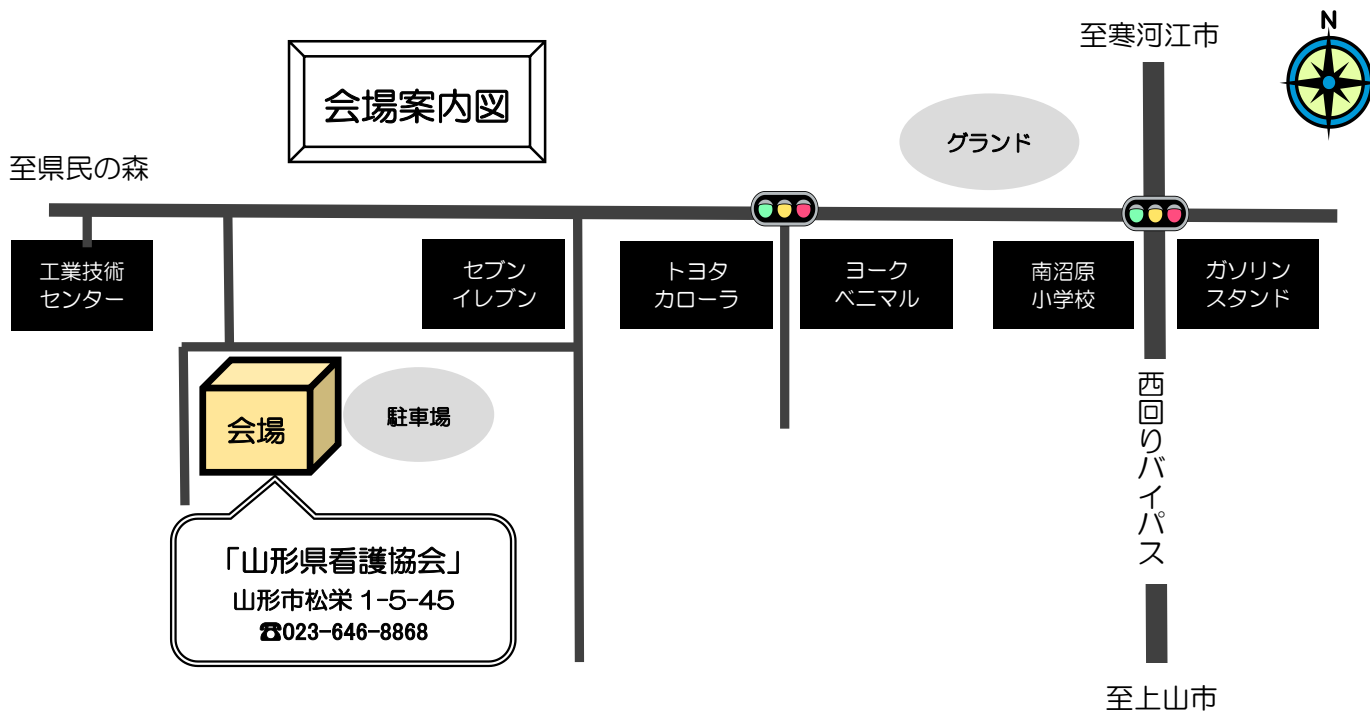 N
至寒河江市
会場案内図
グランド
至県民の森
工業技術
センター
セブン
イレブン
トヨタ
カローラ
ヨーク
ベニマル
南沼原
小学校
ガソリン
スタンド
西回りバイパス
会場
駐車場
「山形県看護協会」
山形市松栄 1-5-45
☎023-646-8868
至上山市